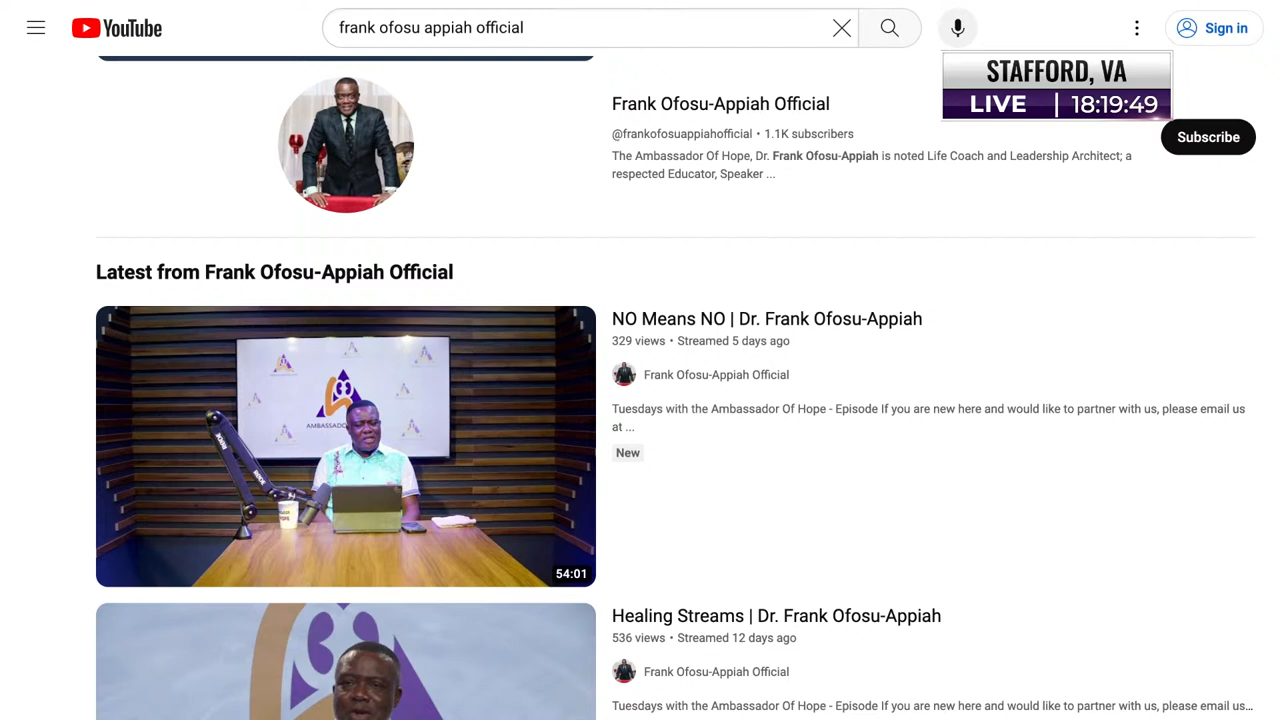 YouTube
frank ofosu appiah official
Sign in
STAFFORD, VA
LIVE | 18:19:49
Frank Ofosu-Appiah Official
@frankofosuappiahofficial • 1.1K subscribers
Subscribe
The Ambassador Of Hope, Dr. Frank Ofosu-Appiah is noted Life Coach and Leadership Architect; a
respected Educator, Speaker ...
Latest from Frank Ofosu-Appiah Official
NO Means NO | Dr. Frank Ofosu-Appiah
329 views • Streamed 5 days ago
Frank Ofosu-Appiah Official
Tuesdays with the Ambassador Of Hope - Episode If you are new here and would like to partner with us, please email us
at ...
New
54:01
Healing Streams | Dr. Frank Ofosu-Appiah
536 views • Streamed 12 days ago
Frank Ofosu-Appiah Official
Tuesdays with the Ambassador Of Hope - Episode If you are new here and would like to partner with us, please email us...